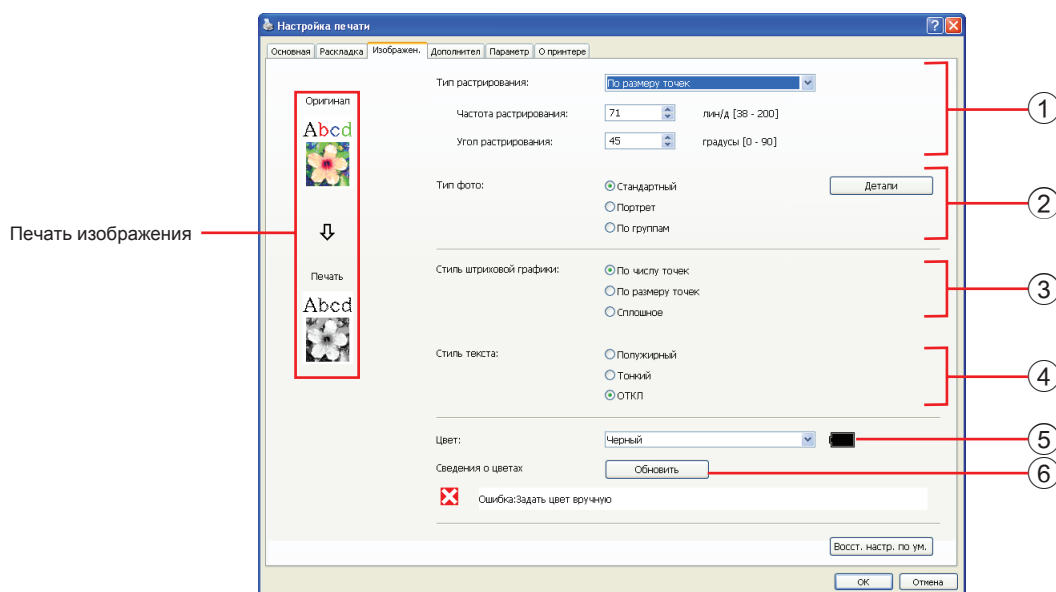 Настройка печати
Основная Раскладка Изображен. Дополнител Параметр О принтере
Оригинал
Abcd
Печать
Abcd
Печать изображения
Тип растрирования: По размеру точек
Частота растрирования: 71 лин/д [38 - 200]
Угол растрирования: 45 градусы [0 - 90]
1
Тип фото: Стандартный Детали
Портрет
По группам
2
Стиль штриховой графики: По числу точек
По размеру точек
Сплошное
3
Стиль текста: Полужирный
Тонкий
ОТКЛ
4
Цвет: Черный
5
Сведения о цветах Обновить
6
Ошибка:Задать цвет вручную
Восст. настр. по ум.
ОК Отмена